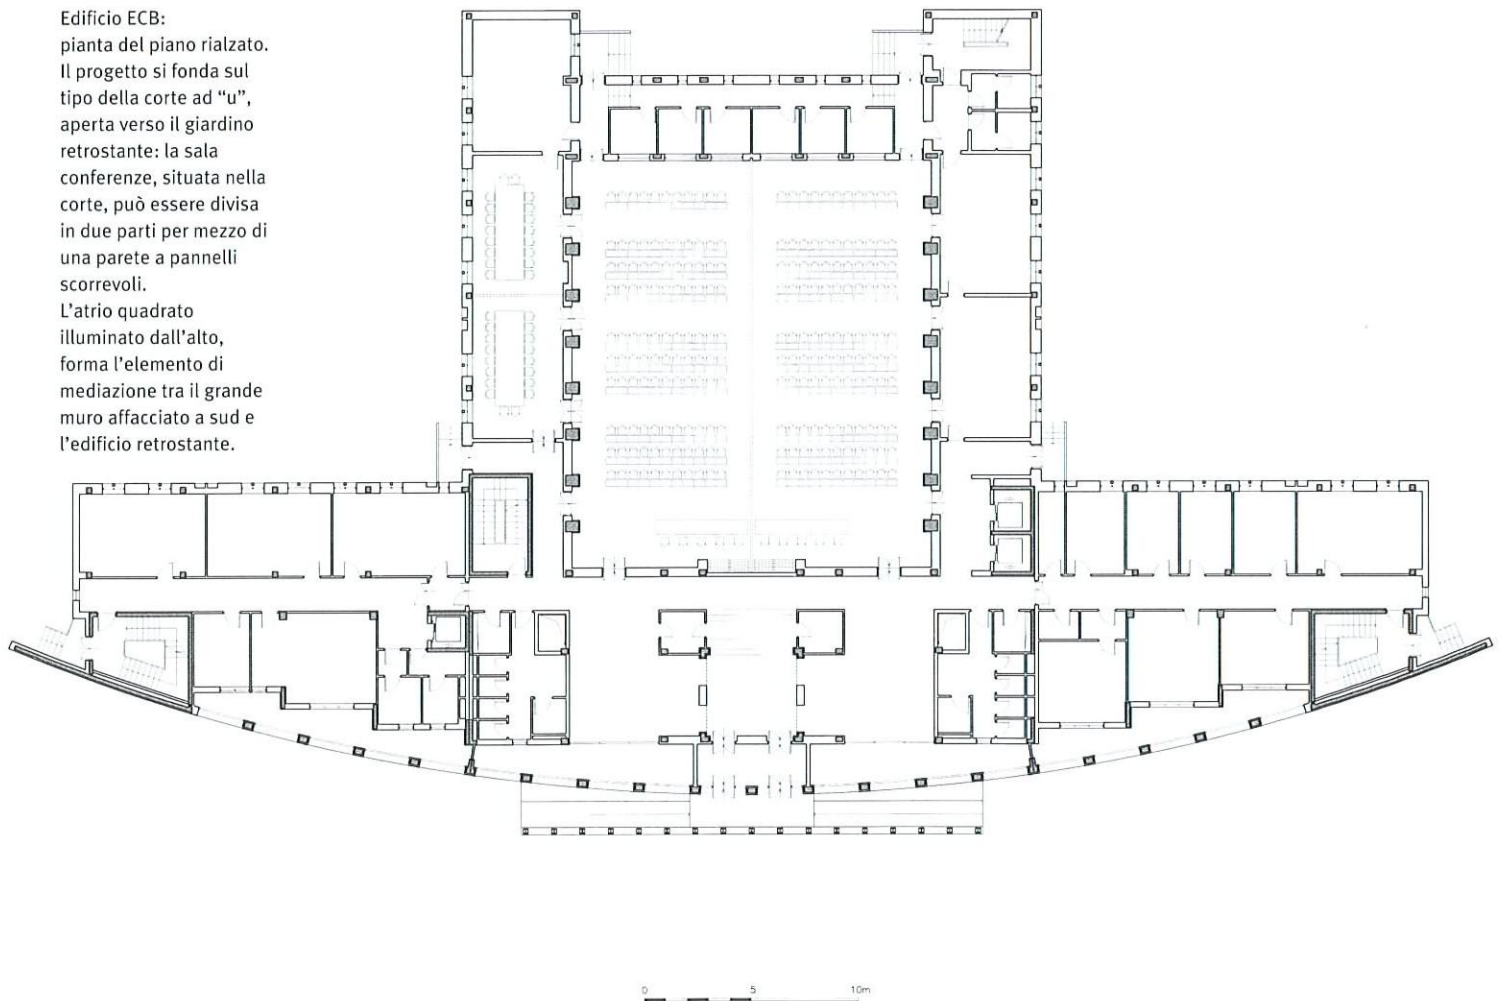 Edificio ECB:
pianta del piano rialzato.
Il progetto si fonda sul
tipo della corte ad “u”,
aperta verso il giardino
retrostante: la sala
conferenze, situata nella
corte, può essere divisa
in due parti per mezzo di
una parete a pannelli
scorrevoli.
L’atrio quadrato
illuminato dall’alto,
forma l’elemento di
mediazione tra il grande
muro affacciato a sud e
l’edificio retrostante.
0 5 10m